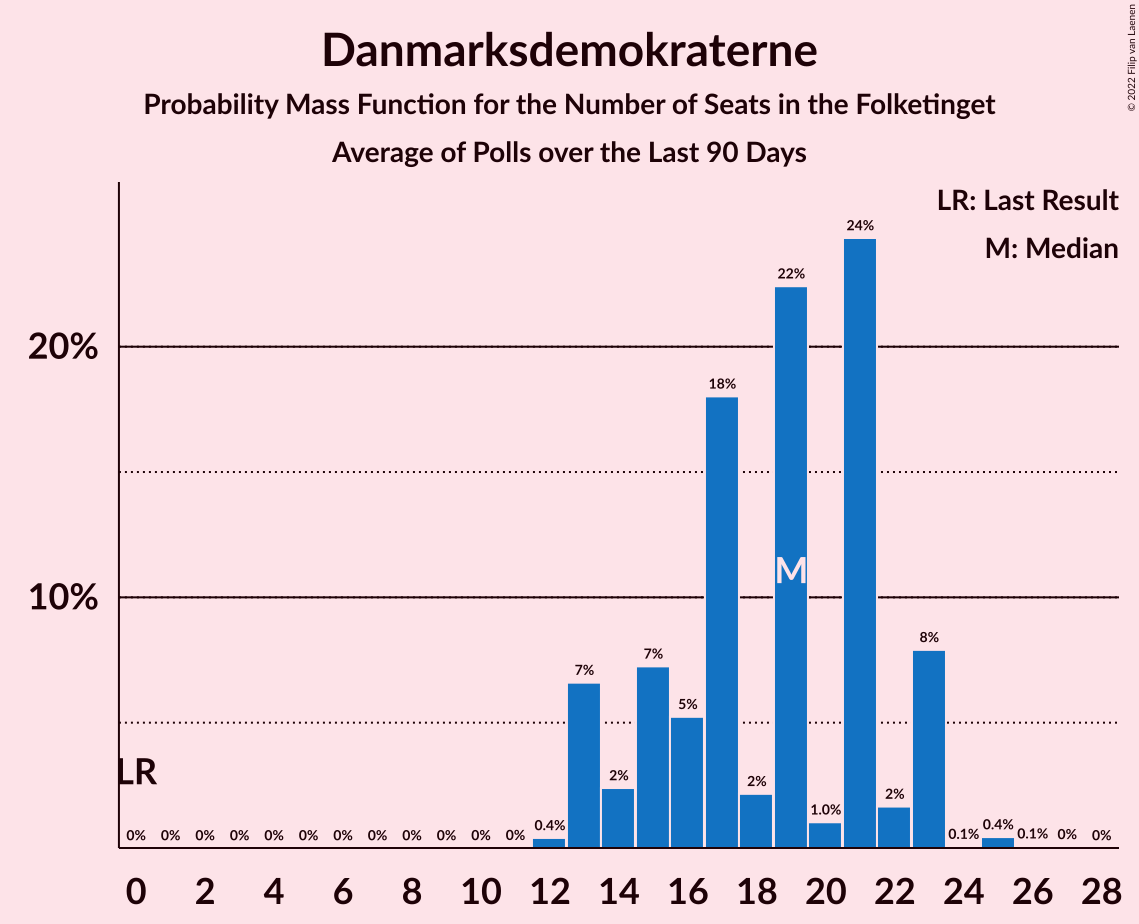 Danmarksdemokraterne
Probability Mass Function for the Number of Seats in the Folketinget
Average of Polls over the Last 90 Days
© 2022 Filip van Laenen
LR: Last Result
M: Median
20%
10%
LR
M
0% 0% 0% 0% 0% 0% 0% 0% 0% 0% 0% 0% 0.4% 7% 2% 7% 5% 18% 2% 22% 1.0% 24% 2% 8% 0.1% 0.4% 0.1% 0% 0%
0 2 4 6 8 10 12 14 16 18 20 22 24 26 28